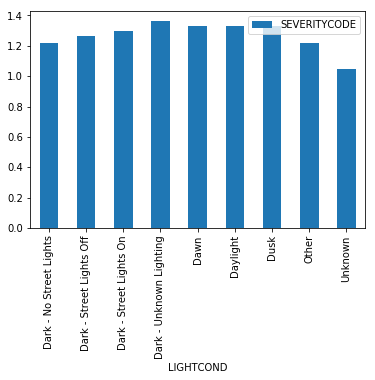 1.4
1.2
1.0
0.8
0.6
0.4
0.2
0.0
SEVERITYCODE
Dark - No Street Lights
Dark - Street Lights Off
Dark - Street Lights On
Dark - Unknown Lighting
Dawn
Daylight
Dusk
Other
Unknown
LIGHTCOND